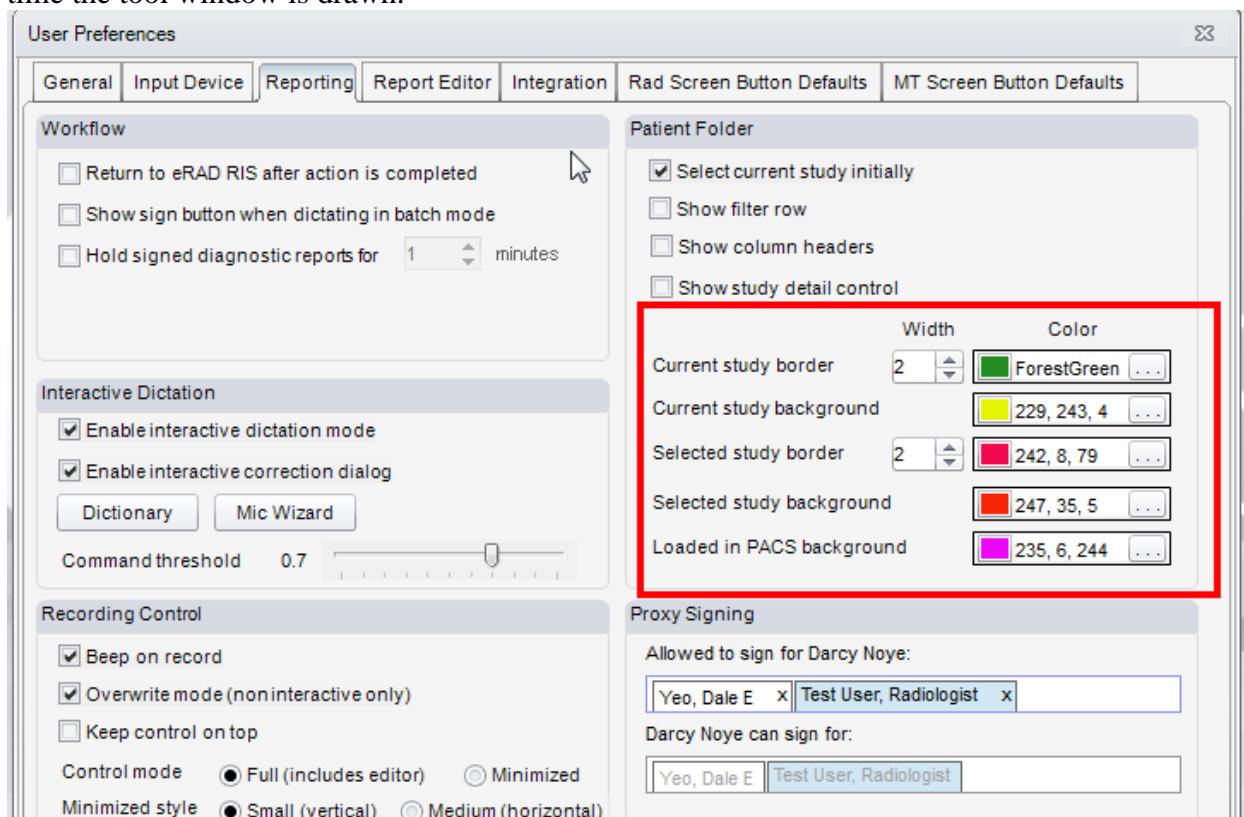 time the tool window is drawn.
User Preferences
General Input Device Reporting Report Editor Integration Rad Screen Button Defaults MT Screen Button Defaults
Workflow
Return to eRAD RIS after action is completed
Show sign button when dictating in batch mode
Hold signed diagnostic reports for 1 minutes
Patient Folder
Select current study initially
Show filter row
Show column headers
Show study detail control
Width Color
Current study border 2 ForestGreen ...
Current study background 229, 243, 4 ...
Selected study border 2 242, 8, 79 ...
Selected study background 247, 35, 5 ...
Loaded in PACS background 235, 6, 244 ...
Interactive Dictation
Enable interactive dictation mode
Enable interactive correction dialog
Dictionary Mic Wizard
Command threshold 0.7
Recording Control
Beep on record
Overwrite mode (non interactive only)
Keep control on top
Control mode Full (includes editor) Minimized
Minimized style Small (vertical) Medium (horizontal)
Proxy Signing
Allowed to sign for Darcy Noye:
Yeo, Dale E x Test User, Radiologist x
Darcy Noye can sign for:
Yeo, Dale E Test User, Radiologist